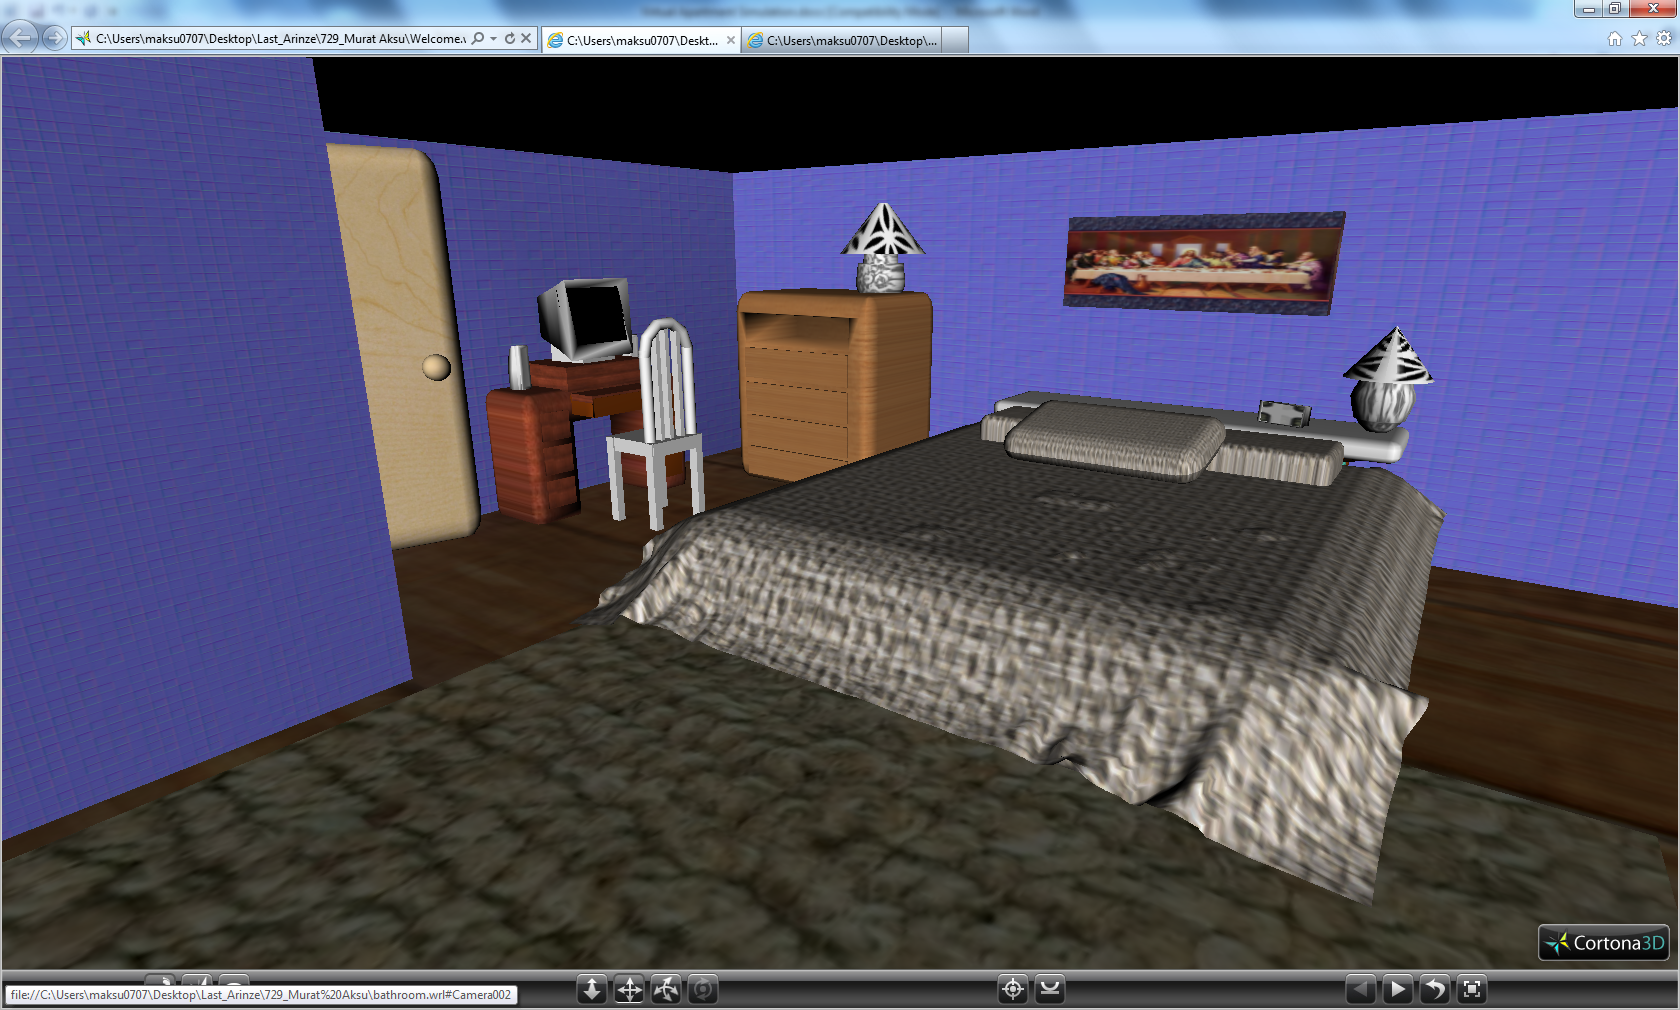 C:\Users\maksu0707\Desktop\Last_Arinze\729_Murat Aksu\Welcome.v
C:\Users\maksu0707\Deskt...
C:\Users\maksu0707\Desktop\...
Cortona3D
file://C:\Users\maksu0707\Desktop\Last_Arinze\729_Murat%20Aksu\bathroom.wrl#Camera002